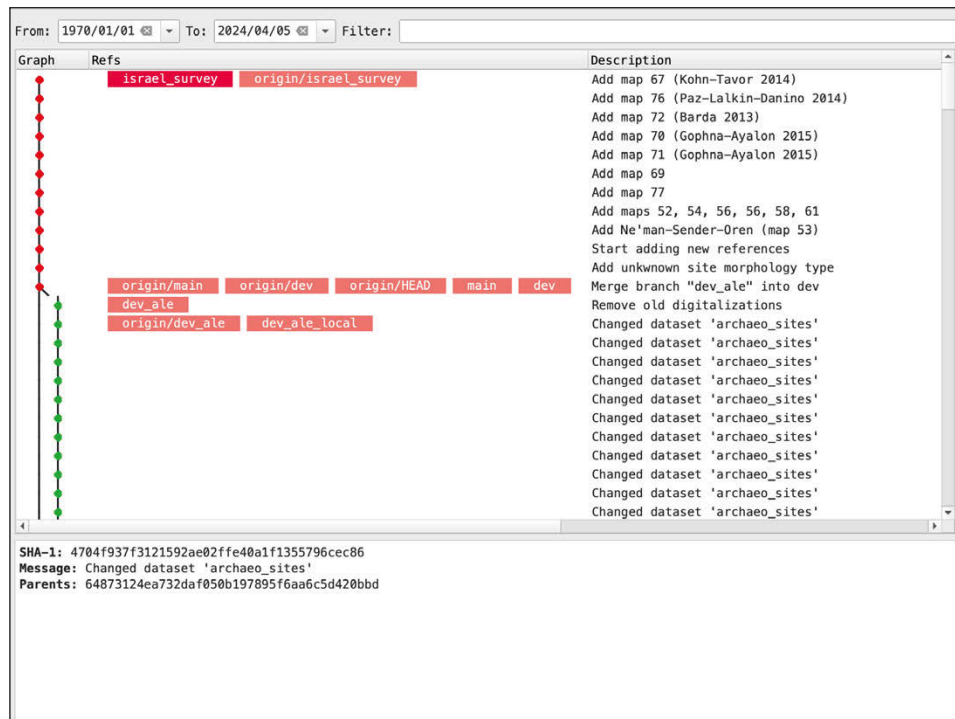 From: 1970/01/01 To: 2024/04/05 Filter:
Graph Refs Description
israel_survey origin/israel_survey Add map 67 (Kohn-Tavor 2014)
Add map 76 (Paz-Lalkin-Danino 2014)
Add map 72 (Barda 2013)
Add map 70 (Gophna-Ayalon 2015)
Add map 71 (Gophna-Ayalon 2015)
Add map 69
Add map 77
Add maps 52, 54, 56, 56, 58, 61
Add Ne'man-Sender-Oren (map 53)
Start adding new references
Add unkwnown site morphology type
origin/main origin/dev origin/HEAD main dev Merge branch "dev_ale" into dev
dev_ale Remove old digitalizations
origin/dev_ale dev_ale_local Changed dataset 'archaeo_sites'
Changed dataset 'archaeo_sites'
Changed dataset 'archaeo_sites'
Changed dataset 'archaeo_sites'
Changed dataset 'archaeo_sites'
Changed dataset 'archaeo_sites'
Changed dataset 'archaeo_sites'
Changed dataset 'archaeo_sites'
Changed dataset 'archaeo_sites'
Changed dataset 'archaeo_sites'
Changed dataset 'archaeo_sites'
SHA-1: 4704f937f3121592ae02ffe40a1f1355796cec86
Message: Changed dataset 'archaeo_sites'
Parents: 64873124ea732daf050b197895f6aa6c5d420bbd